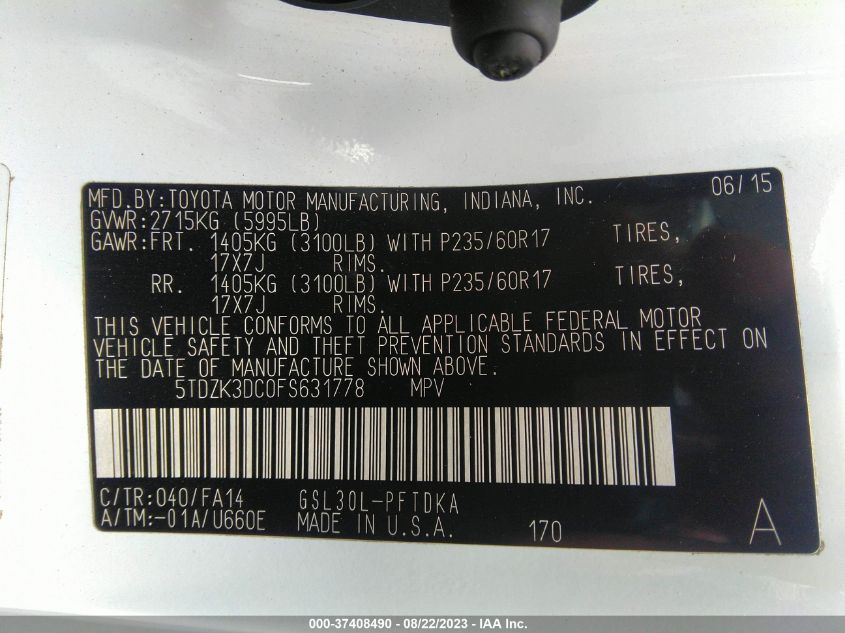 MFD.BY:TOYOTA MOTOR MANUFACTURING, INDIANA, INC. 06/15
GVWR:2715KG (5995LB)
GAWR:FRT. 1405KG (3100LB) WITH P235/60R17 TIRES,
17X7J RIMS.
RR. 1405KG (3100LB) WITH P235/60R17 TIRES,
17X7J RIMS.
THIS VEHICLE CONFORMS TO ALL APPLICABLE FEDERAL MOTOR
VEHICLE SAFETY AND THEFT PREVENTION STANDARDS IN EFFECT ON
THE DATE OF MANUFACTURE SHOWN ABOVE.
5TDZK3DC0FS631778 MPV
C/TR:040/FA14 GSL30L-PFTDKA
A/TM:-01A/U660E MADE IN U.S.A. 170 A
000-37408490 - 08/22/2023 - IAA Inc.